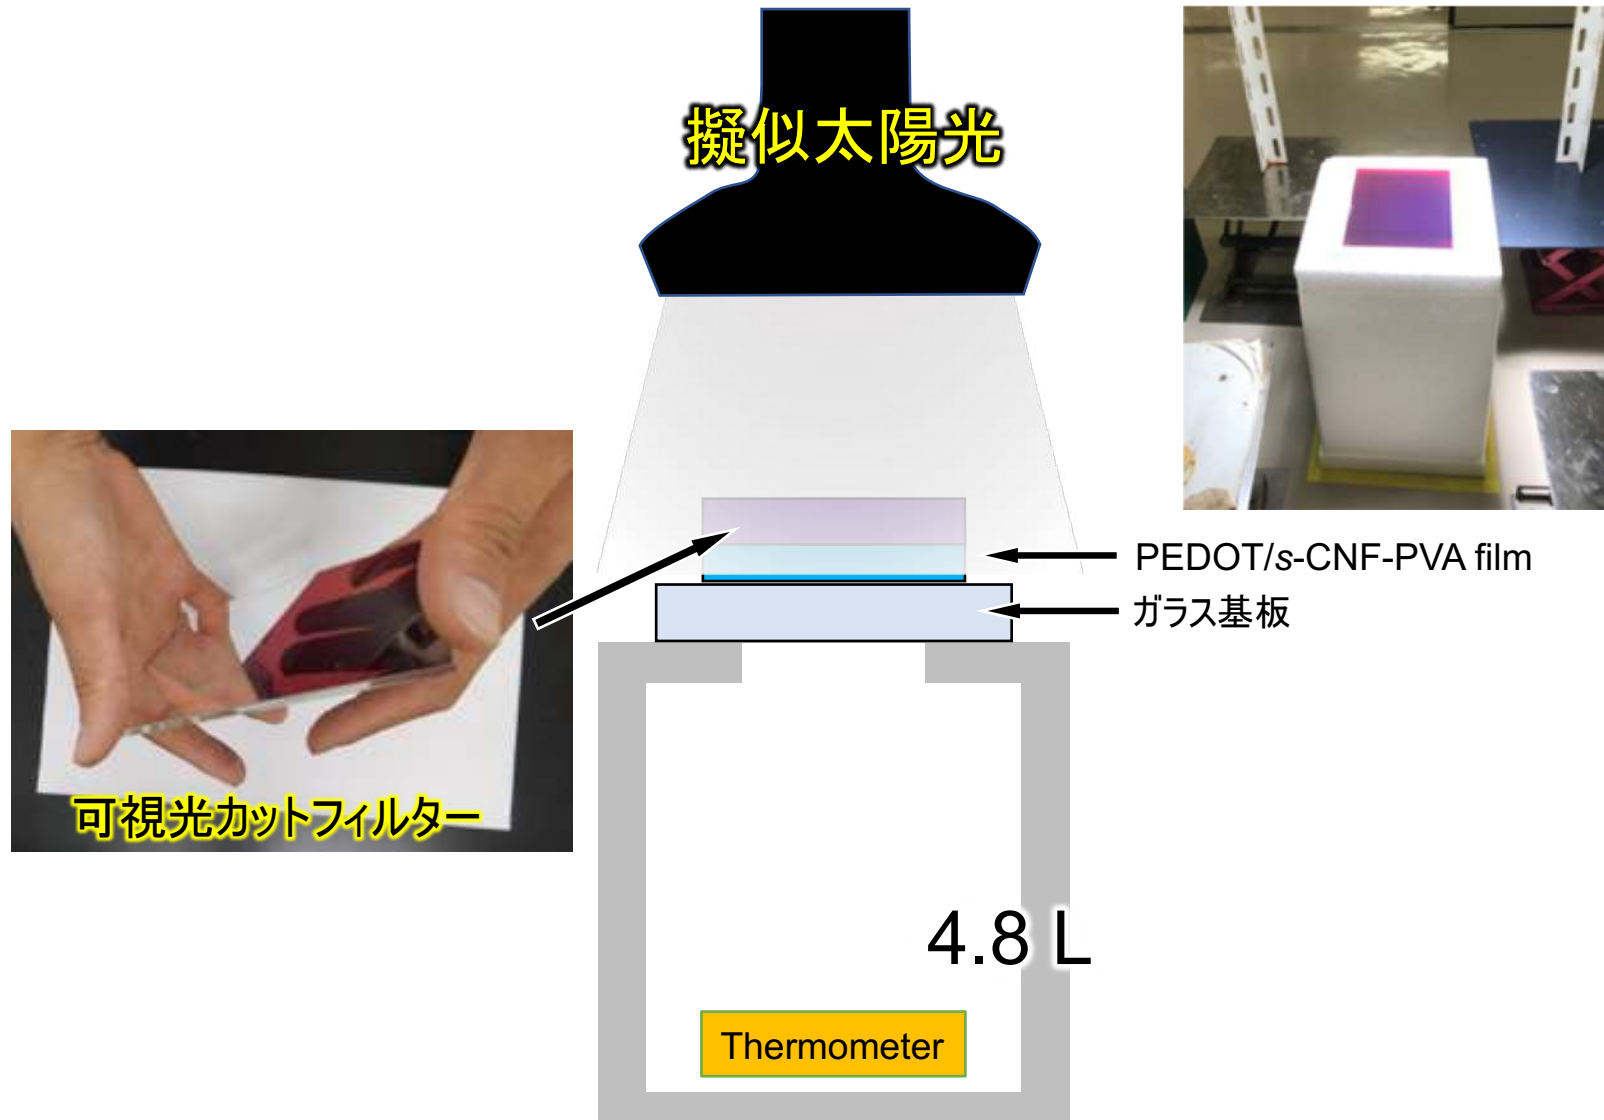 擬似太陽光
PEDOT/s-CNF-PVA film
ガラス基板
可視光カットフィルター
4.8 L
Thermometer